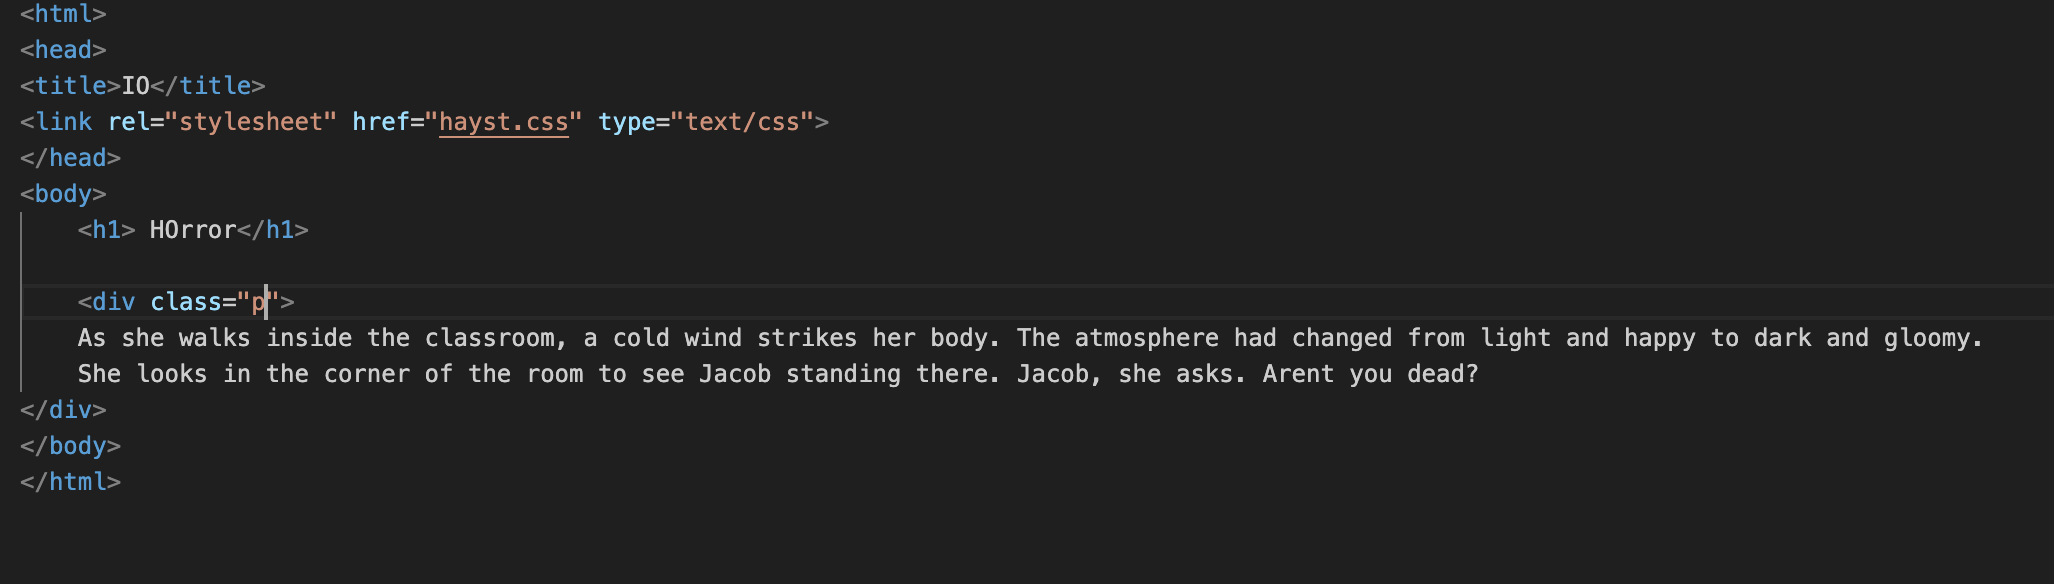 <html>
<head>
<title>IO</title>
<link rel="stylesheet" href="hayst.css" type="text/css">
</head>
<body>
<h1> HOrror</h1>
<div class="p">
As she walks inside the classroom, a cold wind strikes her body. The atmosphere had changed from light and happy to dark and gloomy.
She looks in the corner of the room to see Jacob standing there. Jacob, she asks. Arent you dead?
</div>
</body>
</html>